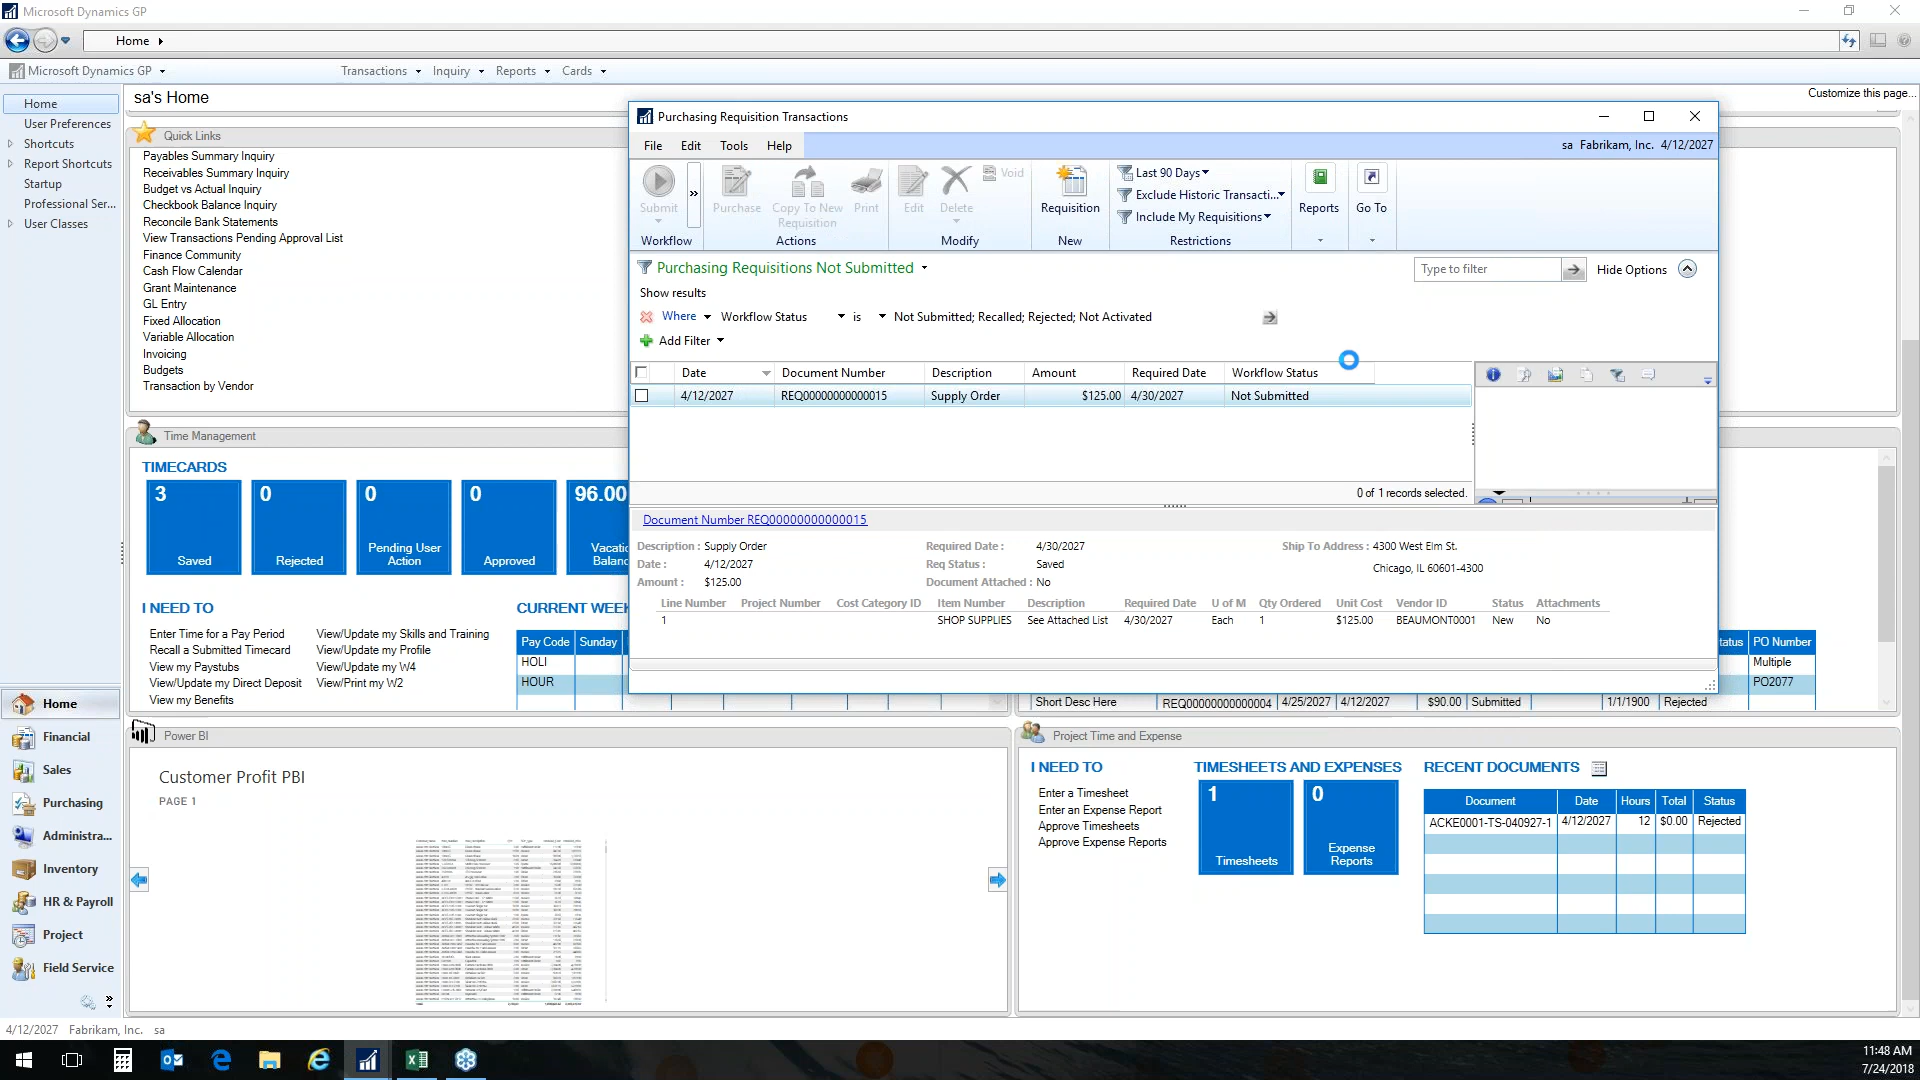 Microsoft Dynamics GP
Home
Microsoft Dynamics GP
Transactions
Inquiry
Reports
Cards
Home
User Preferences
Shortcuts
Report Shortcuts
Startup
Professional Ser...
User Classes
sa's Home
Customize this page...
Quick Links
Payables Summary Inquiry
Receivables Summary Inquiry
Budget vs Actual Inquiry
Checkbook Balance Inquiry
Reconcile Bank Statements
View Transactions Pending Approval List
Finance Community
Cash Flow Calendar
Grant Maintenance
GL Entry
Fixed Allocation
Variable Allocation
Invoicing
Budgets
Transaction by Vendor
Purchasing Requisition Transactions
File Edit Tools Help
sa Fabrikam, Inc. 4/12/2027
Submit
Workflow
Purchase
Copy To New Requisition
Print
Actions
Edit
Delete
Void
Modify
Requisition
New
Last 90 Days
Exclude Historic Transacti...
Include My Requisitions
Restrictions
Reports
Go To
Purchasing Requisitions Not Submitted
Type to filter
Hide Options
Show results
Where Workflow Status is Not Submitted; Recalled; Rejected; Not Activated
Add Filter
Date Document Number Description Amount Required Date Workflow Status
4/12/2027 REQ00000000000015 Supply Order $125.00 4/30/2027 Not Submitted
0 of 1 records selected.
Document Number REQ00000000000015
Description : Supply Order Required Date : 4/30/2027 Ship To Address : 4300 West Elm St.
Date : 4/12/2027 Req Status : Saved Chicago, IL 60601-4300
Amount : $125.00 Document Attached : No
Line Number Project Number Cost Category ID Item Number Description Required Date U of M Qty Ordered Unit Cost Vendor ID Status Attachments
1 SHOP SUPPLIES See Attached List 4/30/2027 Each 1 $125.00 BEAUMONT0001 New No
Time Management
TIMECARDS
3 Saved
0 Rejected
0 Pending User Action
0 Approved
96.00
I NEED TO
Enter Time for a Pay Period
Recall a Submitted Timecard
View my Paystubs
View/Update my Direct Deposit
View my Benefits
View/Update my Skills and Training
View/Update my Profile
View/Update my W4
View/Print my W2
CURRENT WEEK
Pay Code Sunday
HOLI
HOUR
PO Number
Multiple
PO2077
Short Desc Here REQ00000000000004 4/25/2027 4/12/2027 $90.00 Submitted 1/1/1900 Rejected
Home
Financial
Sales
Purchasing
Administra...
Inventory
HR & Payroll
Project
Field Service
Power BI
Customer Profit PBI
PAGE 1
Project Time and Expense
I NEED TO
Enter a Timesheet
Enter an Expense Report
Approve Timesheets
Approve Expense Reports
TIMESHEETS AND EXPENSES
1 Timesheets
0 Expense Reports
RECENT DOCUMENTS
Document Date Hours Total Status
ACKE0001-TS-040927-1 4/12/2027 12 $0.00 Rejected
4/12/2027 Fabrikam, Inc. sa
11:48 AM
7/24/2018